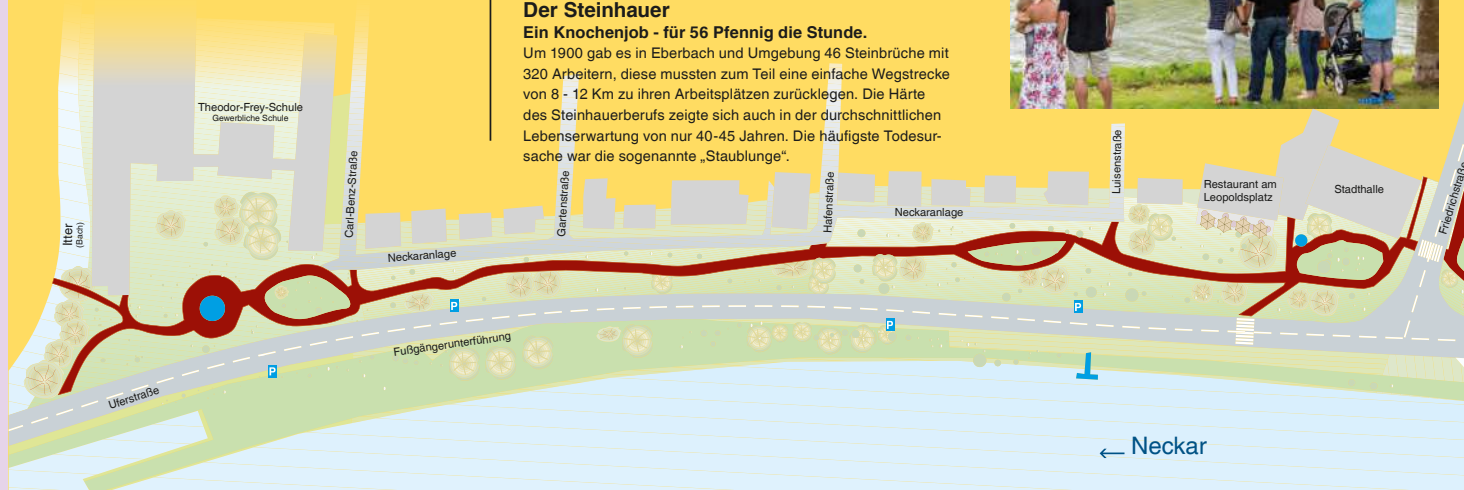 Der Steinhauer
Ein Knochenjob - für 56 Pfennig die Stunde.
Um 1900 gab es in Eberbach und Umgebung 46 Steinbrüche mit
320 Arbeitern, diese mussten zum Teil eine einfache Wegstrecke
von 8 - 12 Km zu ihren Arbeitsplätzen zurücklegen. Die Härte
des Steinhauerberufs zeigte sich auch in der durchschnittlichen
Lebenserwartung von nur 40-45 Jahren. Die häufigste Todesur-
sache war die sogenannte „Staublunge“.
Theodor-Frey-Schule
Gewerbliche Schule
Itter
(Bach)
Carl-Benz-Straße
Gartenstraße
Hafenstraße
Luisenstraße
Friedrichstraße
Restaurant am
Leopoldsplatz
Stadthalle
Neckaranlage
Neckaranlage
P
P
P
P
Fußgängerunterführung
Uferstraße
← Neckar